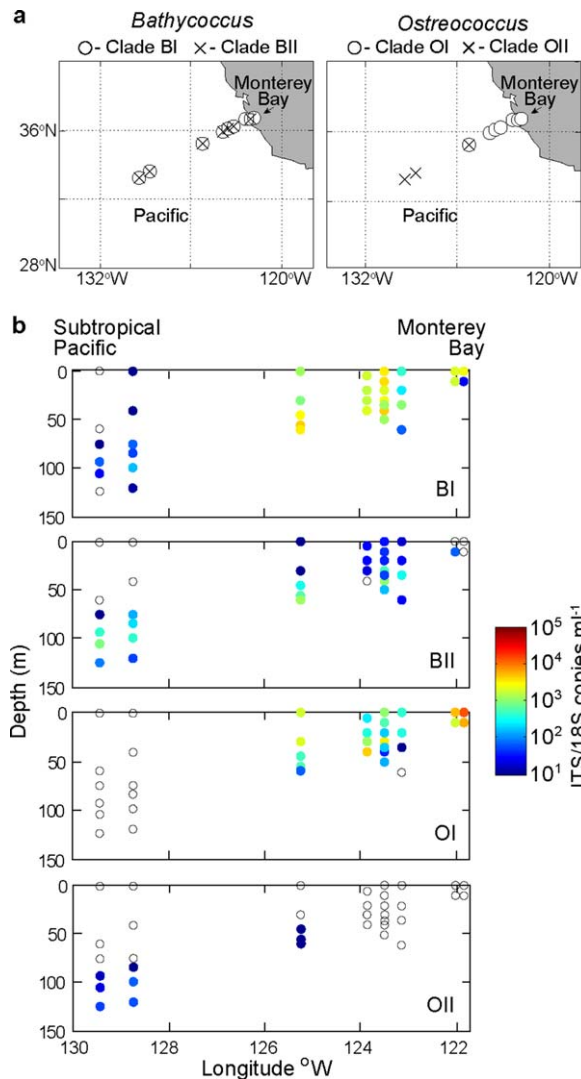 a
Bathycoccus
○- Clade BI ×- Clade BII
Monterey
Bay
36°N
28°N
Pacific
132°W 120°W
Ostreococcus
○- Clade OI ×- Clade OII
Monterey
Bay
Pacific
132°W 120°W
b
Subtropical
Pacific
Monterey
Bay
0
50
100
150
BI
0
50
100
150
BII
0
50
100
150
OI
0
50
100
150
OII
130 128 126 124 122
Depth (m)
Longitude °W
10⁵
10⁴
10³
10²
10¹
ITS/18S copies ml⁻¹